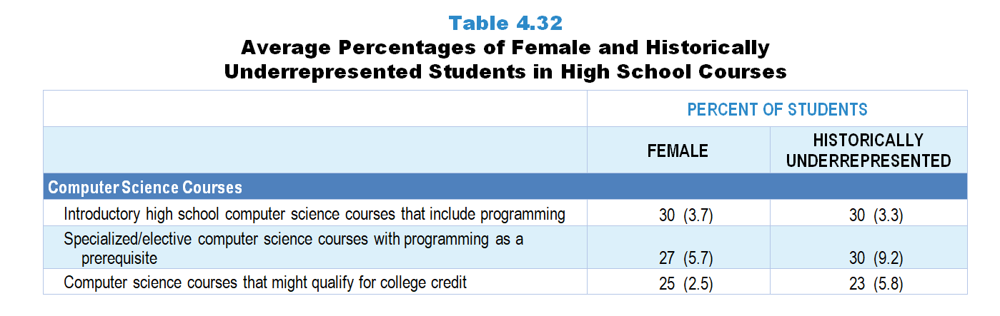 Table 4.32
Average Percentages of Female and Historically
Underrepresented Students in High School Courses
PERCENT OF STUDENTS
FEMALE
HISTORICALLY
UNDERREPRESENTED
Computer Science Courses
Introductory high school computer science courses that include programming 30 (3.7) 30 (3.3)
Specialized/elective computer science courses with programming as a
prerequisite 27 (5.7) 30 (9.2)
Computer science courses that might qualify for college credit 25 (2.5) 23 (5.8)